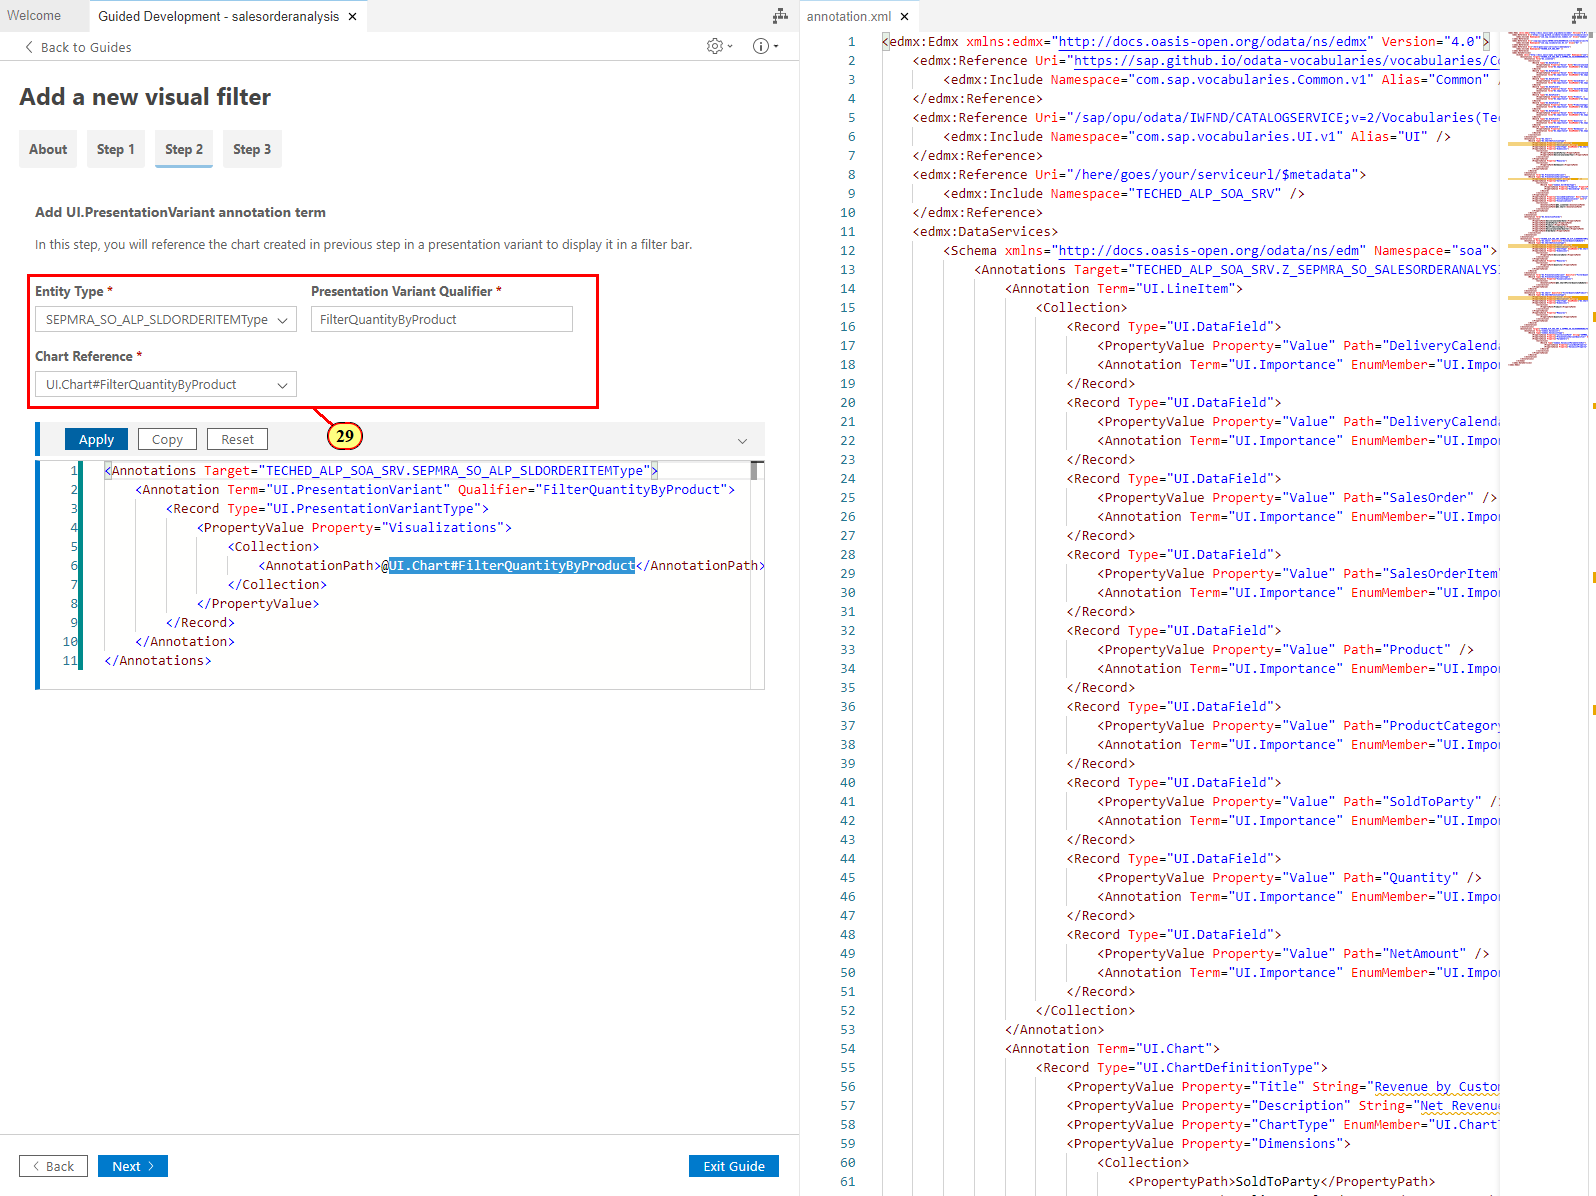 Welcome
Guided Development - salesorderanalysis ×
Back to Guides
Add a new visual filter
About
Step 1
Step 2
Step 3
Add UI.PresentationVariant annotation term
In this step, you will reference the chart created in previous step in a presentation variant to display it in a filter bar.
Entity Type *
Presentation Variant Qualifier *
SEPMRA_SO_ALP_SLDORDERITEMType
FilterQuantityByProduct
Chart Reference *
UI.Chart#FilterQuantityByProduct
29
Apply
Copy
Reset
1 <Annotations Target="TECHED_ALP_SOA_SRV.SEPMRA_SO_ALP_SLDORDERITEMType">
2 <Annotation Term="UI.PresentationVariant" Qualifier="FilterQuantityByProduct">
3 <Record Type="UI.PresentationVariantType">
4 <PropertyValue Property="Visualizations">
5 <Collection>
6 <AnnotationPath>@UI.Chart#FilterQuantityByProduct</AnnotationPath>
7 </Collection>
8 </PropertyValue>
9 </Record>
10 </Annotation>
11 </Annotations>
Back
Next
Exit Guide
annotation.xml ×
1 <edmx:Edmx xmlns:edmx="http://docs.oasis-open.org/odata/ns/edmx" Version="4.0">
2 <edmx:Reference Uri="https://sap.github.io/odata-vocabularies/vocabularies/Co
3 <edmx:Include Namespace="com.sap.vocabularies.Common.v1" Alias="Common" /
4 </edmx:Reference>
5 <edmx:Reference Uri="/sap/opu/odata/IWFND/CATALOGSERVICE;v=2/Vocabularies(Tec
6 <edmx:Include Namespace="com.sap.vocabularies.UI.v1" Alias="UI" />
7 </edmx:Reference>
8 <edmx:Reference Uri="/here/goes/your/serviceurl/$metadata">
9 <edmx:Include Namespace="TECHED_ALP_SOA_SRV" />
10 </edmx:Reference>
11 <edmx:DataServices>
12 <Schema xmlns="http://docs.oasis-open.org/odata/ns/edm" Namespace="soa">
13 <Annotations Target="TECHED_ALP_SOA_SRV.Z_SEPMRA_SO_SALESORDERANALYSI
14 <Annotation Term="UI.LineItem">
15 <Collection>
16 <Record Type="UI.DataField">
17 <PropertyValue Property="Value" Path="DeliveryCalenda
18 <Annotation Term="UI.Importance" EnumMember="UI.Impor
19 </Record>
20 <Record Type="UI.DataField">
21 <PropertyValue Property="Value" Path="DeliveryCalenda
22 <Annotation Term="UI.Importance" EnumMember="UI.Impor
23 </Record>
24 <Record Type="UI.DataField">
25 <PropertyValue Property="Value" Path="SalesOrder" />
26 <Annotation Term="UI.Importance" EnumMember="UI.Impor
27 </Record>
28 <Record Type="UI.DataField">
29 <PropertyValue Property="Value" Path="SalesOrderItem"
30 <Annotation Term="UI.Importance" EnumMember="UI.Impor
31 </Record>
32 <Record Type="UI.DataField">
33 <PropertyValue Property="Value" Path="Product" />
34 <Annotation Term="UI.Importance" EnumMember="UI.Impor
35 </Record>
36 <Record Type="UI.DataField">
37 <PropertyValue Property="Value" Path="ProductCategory
38 <Annotation Term="UI.Importance" EnumMember="UI.Impor
39 </Record>
40 <Record Type="UI.DataField">
41 <PropertyValue Property="Value" Path="SoldToParty" />
42 <Annotation Term="UI.Importance" EnumMember="UI.Impor
43 </Record>
44 <Record Type="UI.DataField">
45 <PropertyValue Property="Value" Path="Quantity" />
46 <Annotation Term="UI.Importance" EnumMember="UI.Impor
47 </Record>
48 <Record Type="UI.DataField">
49 <PropertyValue Property="Value" Path="NetAmount" />
50 <Annotation Term="UI.Importance" EnumMember="UI.Impor
51 </Record>
52 </Collection>
53 </Annotation>
54 <Annotation Term="UI.Chart">
55 <Record Type="UI.ChartDefinitionType">
56 <PropertyValue Property="Title" String="Revenue by Custom
57 <PropertyValue Property="Description" String="Net Revenue
58 <PropertyValue Property="ChartType" EnumMember="UI.ChartT
59 <PropertyValue Property="Dimensions">
60 <Collection>
61 <PropertyPath>SoldToParty</PropertyPath>